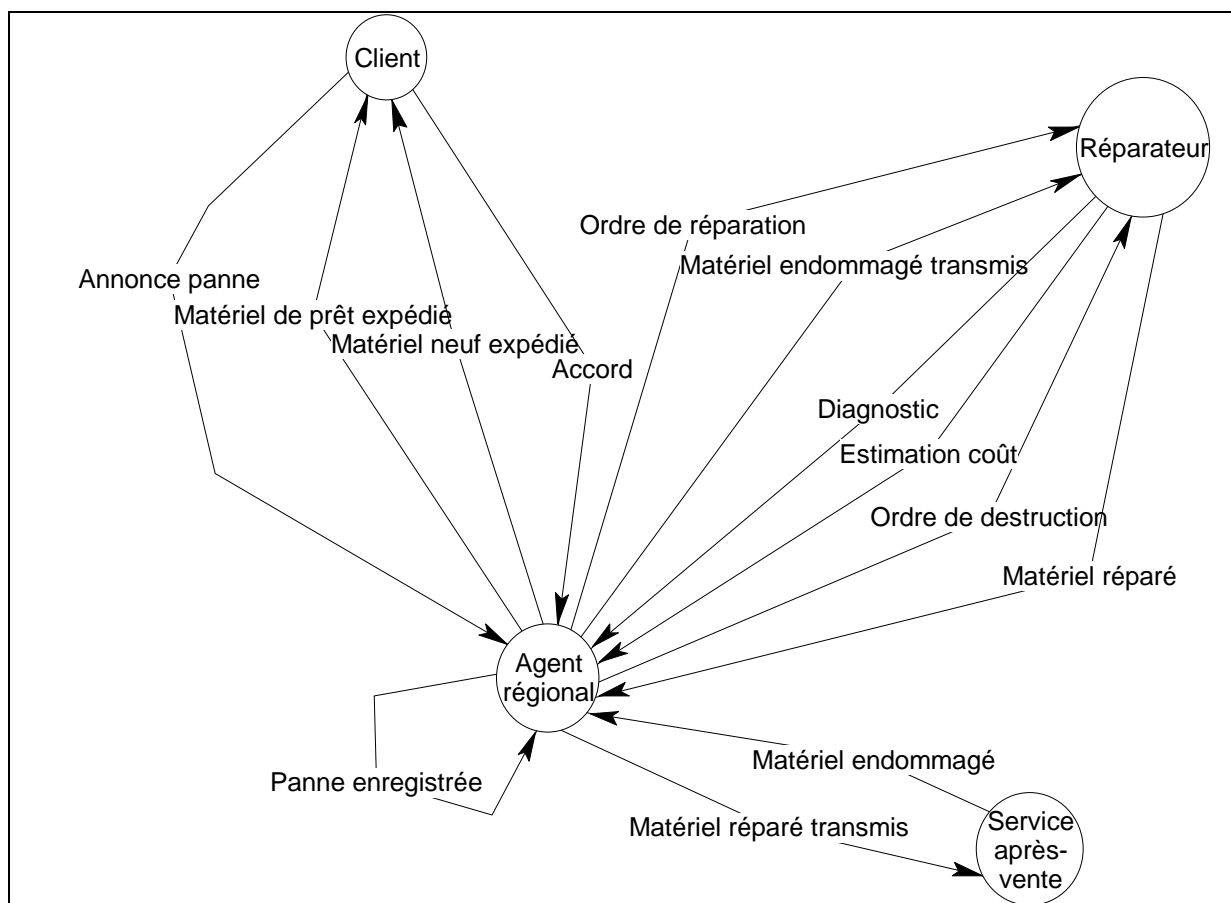 Client
Réparateur
Ordre de réparation
Matériel endommagé transmis
Annonce panne
Matériel de prêt expédié
Matériel neuf expédié
Accord
Diagnostic
Estimation coût
Ordre de destruction
Matériel réparé
Agent
régional
Matériel endommagé
Panne enregistrée
Matériel réparé transmis
Service
après-
vente